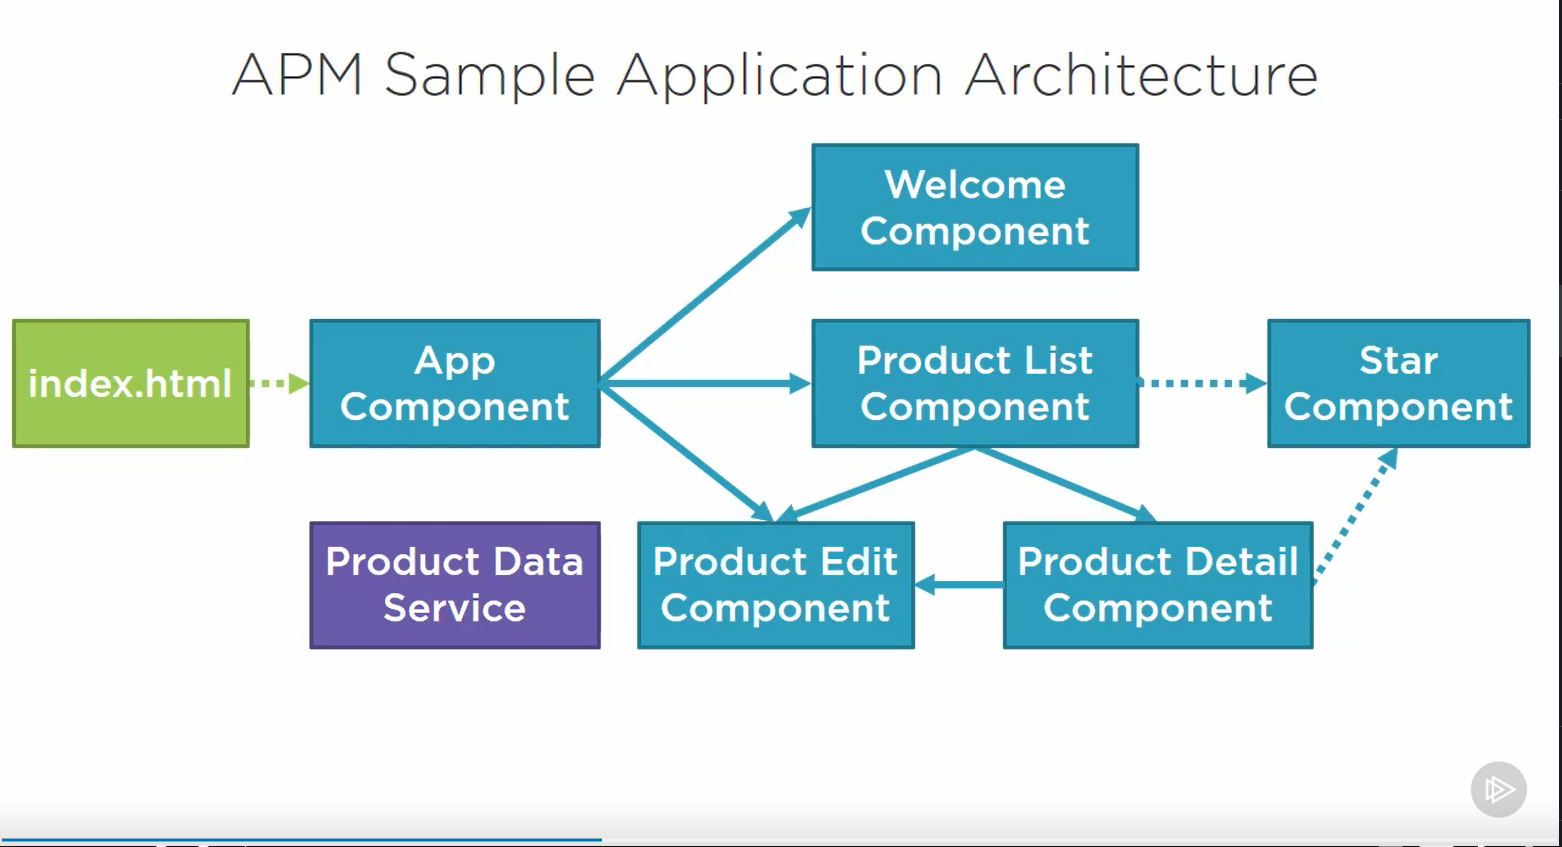 APM Sample Application Architecture
Welcome
Component
index.html
App
Component
Product List
Component
Star
Component
Product Data
Service
Product Edit
Component
Product Detail
Component